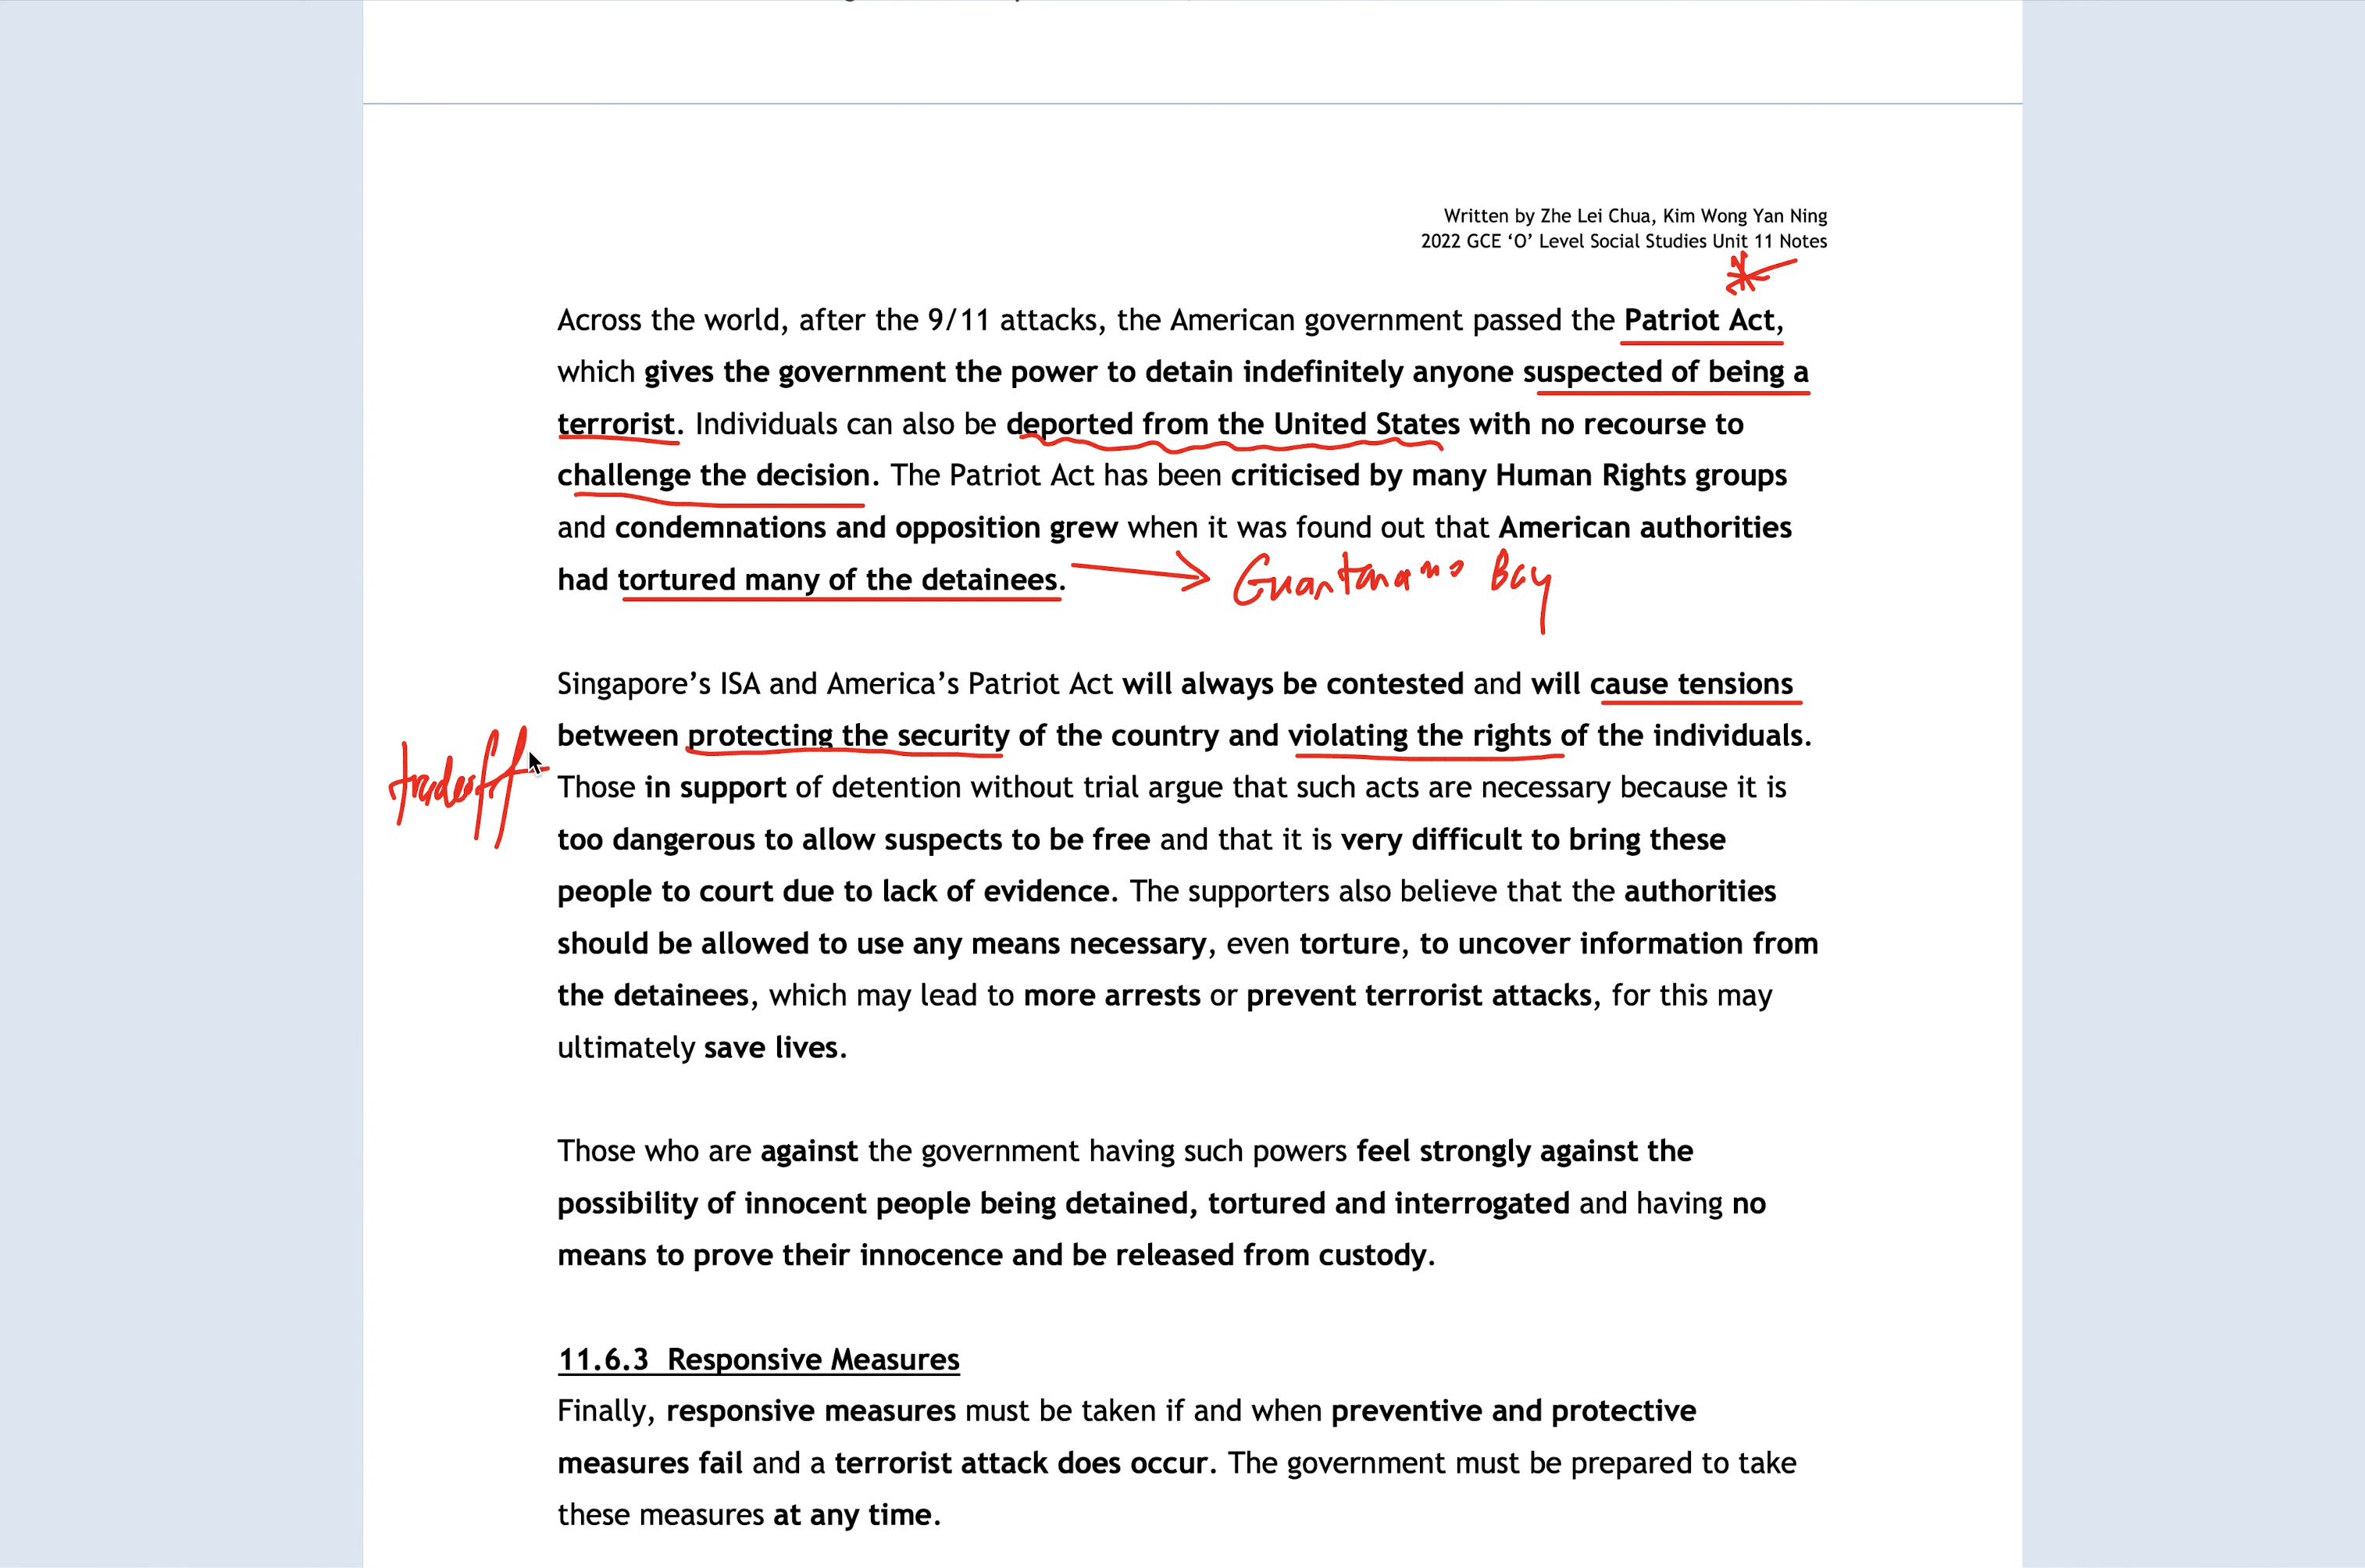 Written by Zhe Lei Chua, Kim Wong Yan Ning
2022 GCE ‘O’ Level Social Studies Unit 11 Notes
Across the world, after the 9/11 attacks, the American government passed the Patriot Act,
which gives the government the power to detain indefinitely anyone suspected of being a
terrorist. Individuals can also be deported from the United States with no recourse to
challenge the decision. The Patriot Act has been criticised by many Human Rights groups
and condemnations and opposition grew when it was found out that American authorities
had tortured many of the detainees.
Guantanamo Bay
Singapore’s ISA and America’s Patriot Act will always be contested and will cause tensions
between protecting the security of the country and violating the rights of the individuals.
tradeoff
Those in support of detention without trial argue that such acts are necessary because it is
too dangerous to allow suspects to be free and that it is very difficult to bring these
people to court due to lack of evidence. The supporters also believe that the authorities
should be allowed to use any means necessary, even torture, to uncover information from
the detainees, which may lead to more arrests or prevent terrorist attacks, for this may
ultimately save lives.
Those who are against the government having such powers feel strongly against the
possibility of innocent people being detained, tortured and interrogated and having no
means to prove their innocence and be released from custody.
11.6.3 Responsive Measures
Finally, responsive measures must be taken if and when preventive and protective
measures fail and a terrorist attack does occur. The government must be prepared to take
these measures at any time.